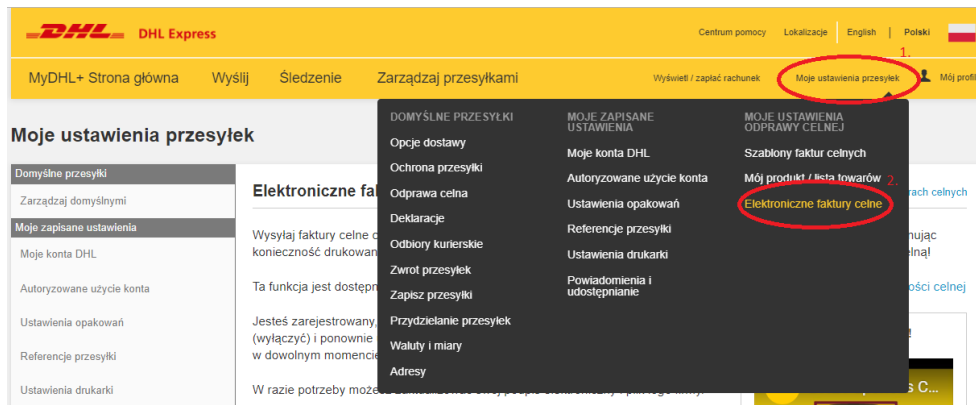 DHL DHL Express
Centrum pomocy Lokalizacje English | Polski
1.
MyDHL+ Strona główna Wyślij Śledzenie Zarządzaj przesyłkami Wyświetl / zapłać rachunek Moje ustawienia przesyłek Mój profil
Moje ustawienia przesyłek
Domyślne przesyłki
Zarządzaj domyślnymi
Moje zapisane ustawienia
Moje konta DHL
Autoryzowane użycie konta
Ustawienia opakowań
Referencje przesyłki
Ustawienia drukarki
DOMYŚLNE PRZESYŁKI
Opcje dostawy
Ochrona przesyłki
Odprawa celna
Deklaracje
Odbiory kurierskie
Zwrot przesyłek
Zapisz przesyłki
Przydzielanie przesyłek
Waluty i miary
Adresy
MOJE ZAPISANE
USTAWIENIA
Moje konta DHL
Autoryzowane użycie konta
Ustawienia opakowań
Referencje przesyłki
Ustawienia drukarki
Powiadomienia i
udostępnianie
MOJE USTAWIENIA
ODPRAWY CELNEJ
Szablony faktur celnych
Mój produkt / lista towarów
2.
Elektroniczne faktury celne
Elektroniczne fa
rach celnych
Wysyłaj faktury celne
nując
konieczność drukowan
elną!
Ta funkcja jest dostępn
ości celnej
Jesteś zarejestrowany,
(wyłączyć) i ponownie
w dowolnym momencie
W razie potrzeby może
s C...